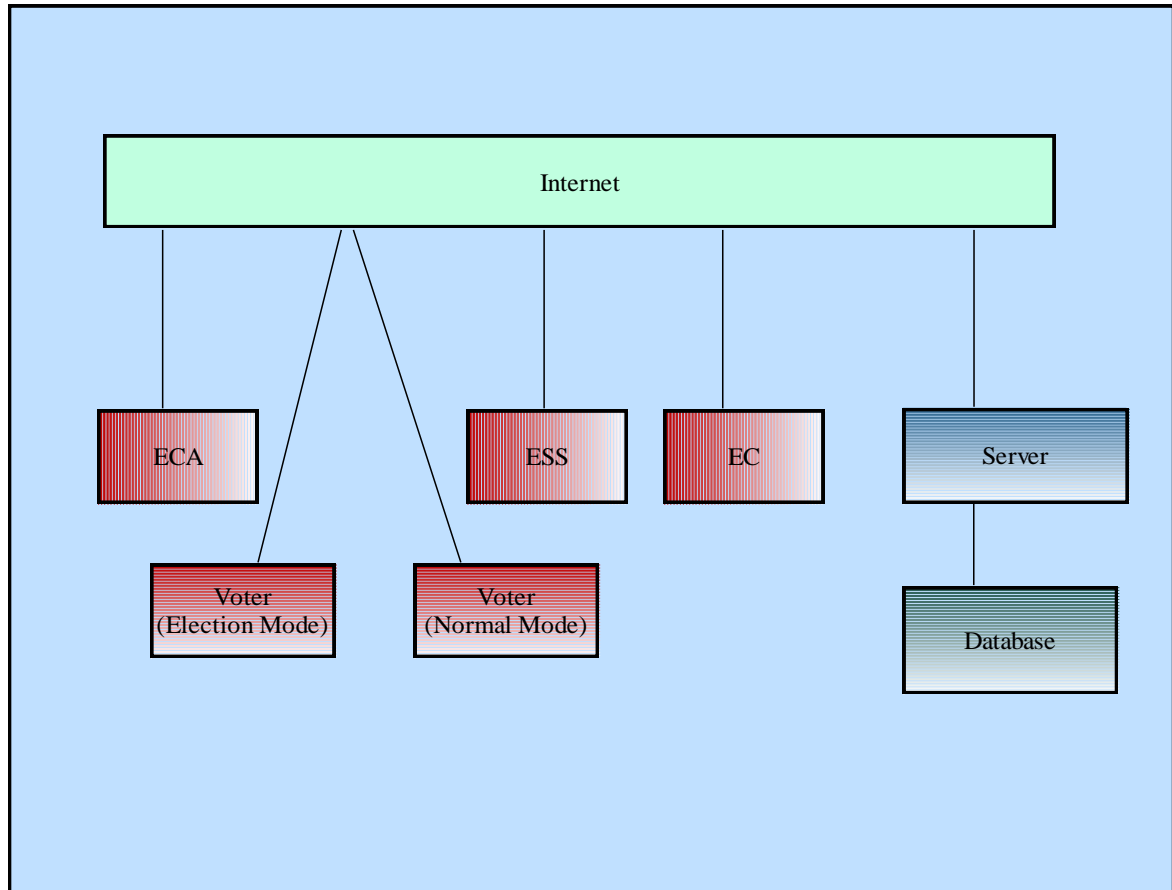 Internet
ECA
ESS
EC
Server
Voter
(Election Mode)
Voter
(Normal Mode)
Database